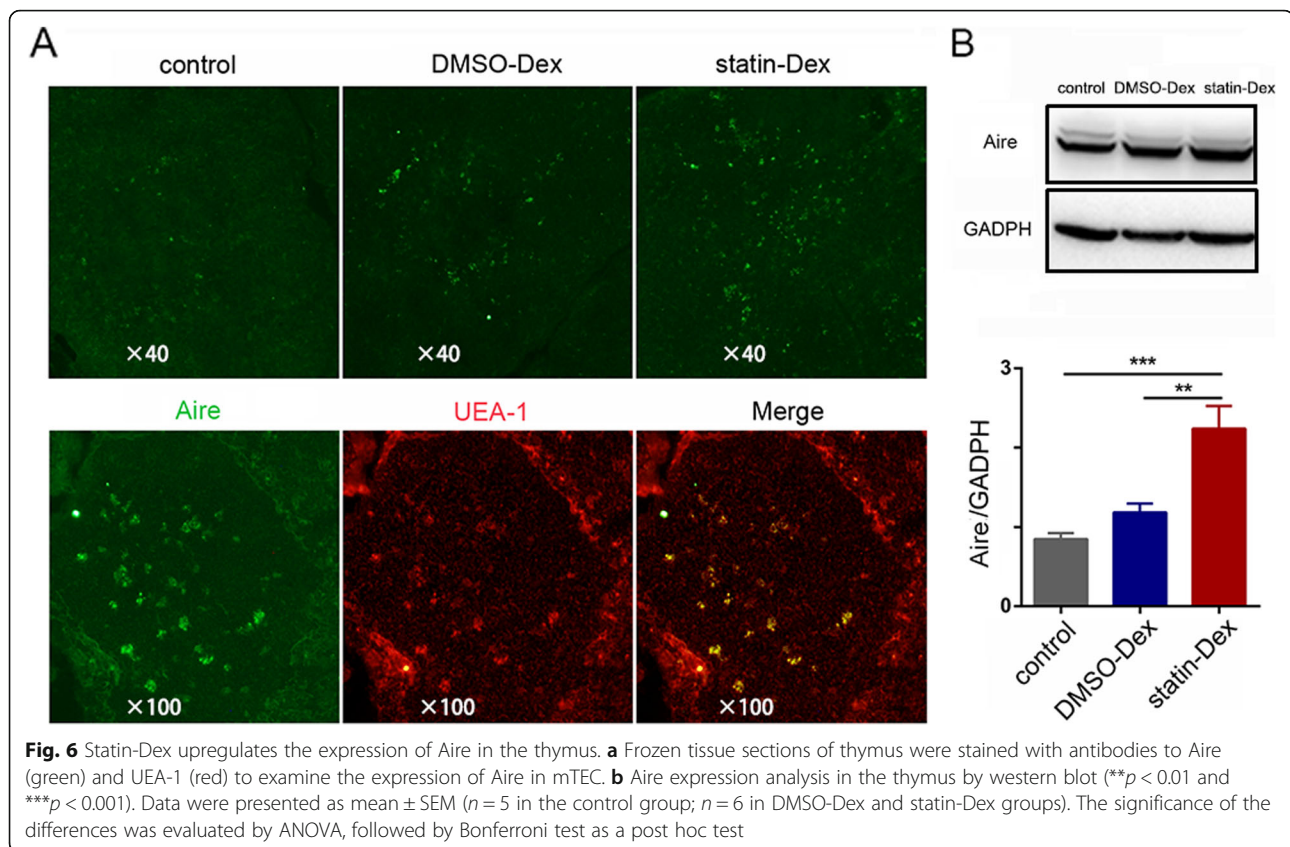 A
control DMSO-Dex statin-Dex
×40 ×40 ×40
Aire UEA-1 Merge
×100 ×100 ×100
B
control DMSO-Dex statin-Dex
Aire
GADPH
3
***
**
Aire/GADPH
0
control DMSO-Dex statin-Dex
Fig. 6 Statin-Dex upregulates the expression of Aire in the thymus. a Frozen tissue sections of thymus were stained with antibodies to Aire
(green) and UEA-1 (red) to examine the expression of Aire in mTEC. b Aire expression analysis in the thymus by western blot (**p < 0.01 and
***p < 0.001). Data were presented as mean ± SEM (n = 5 in the control group; n = 6 in DMSO-Dex and statin-Dex groups). The significance of the
differences was evaluated by ANOVA, followed by Bonferroni test as a post hoc test